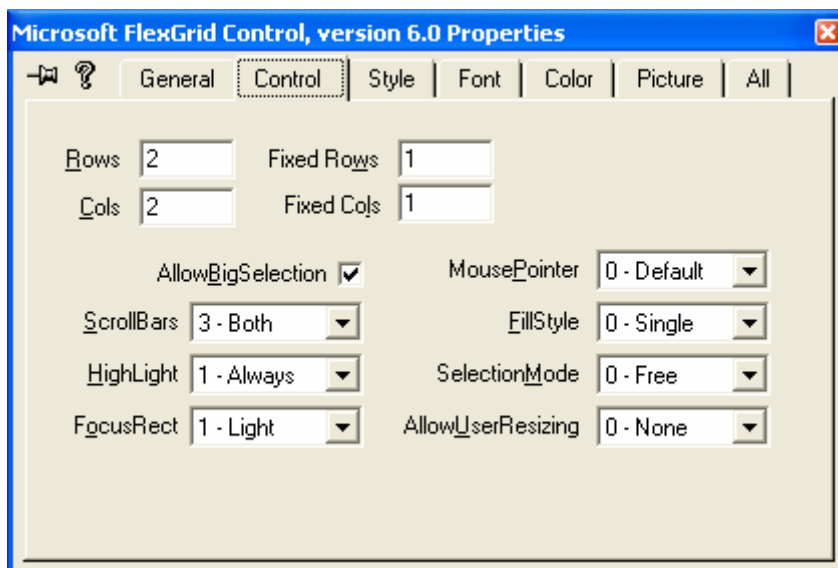 Microsoft FlexGrid Control, version 6.0 Properties
General Control Style Font Color Picture All
Rows 2 Fixed Rows 1
Cols 2 Fixed Cols 1
AllowBigSelection MousePointer 0 - Default
ScrollBars 3 - Both FillStyle 0 - Single
HighLight 1 - Always SelectionMode 0 - Free
FocusRect 1 - Light AllowUserResizing 0 - None